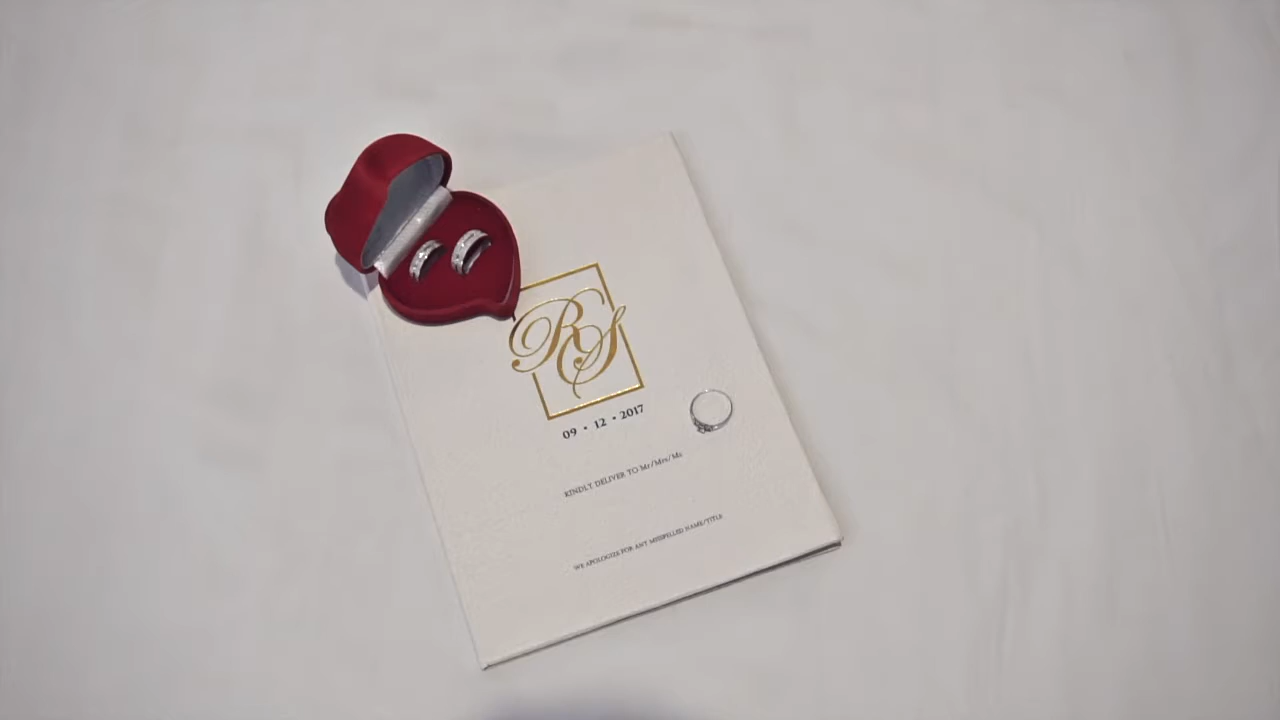 RS
09 • 12 • 2017
KINDLY DELIVER TO Mr/Mrs/Ms
WE APOLOGIZE FOR ANY MISSPELLED NAME/TITLE